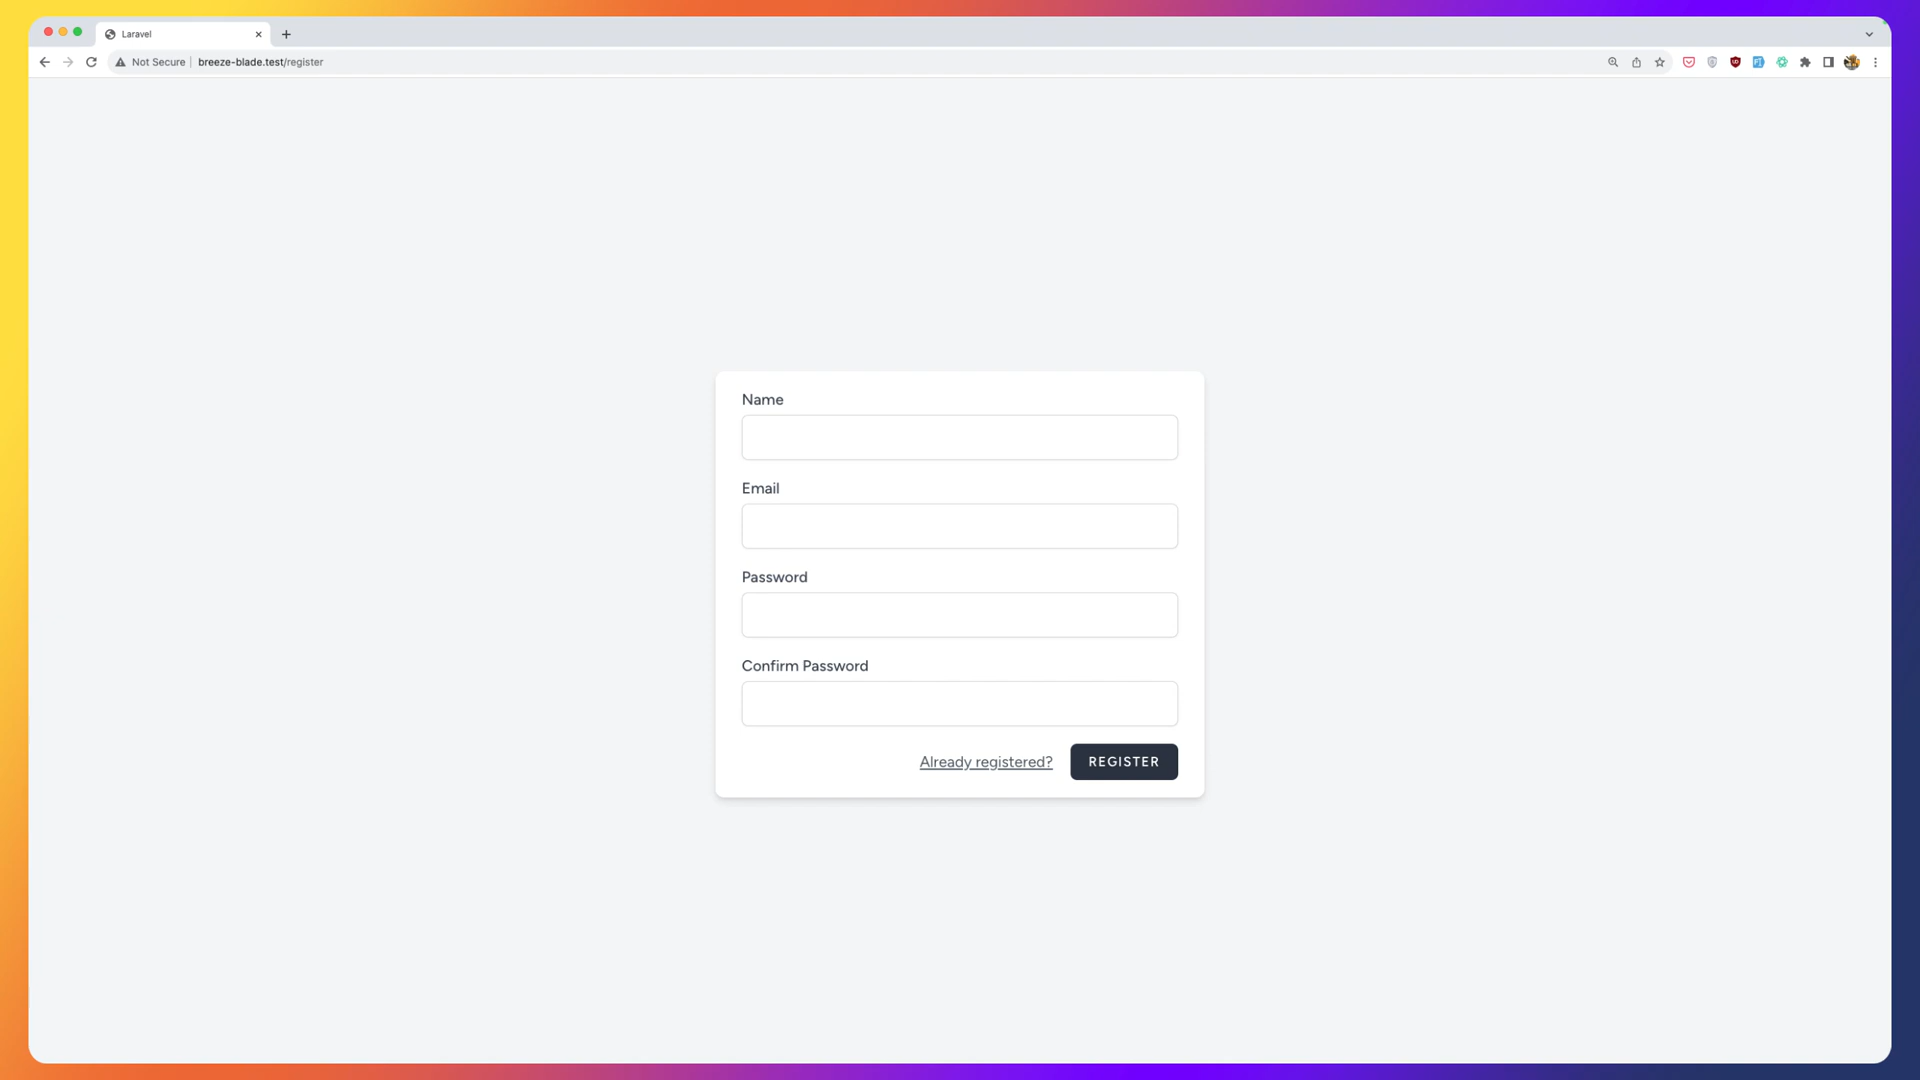 Laravel
Not Secure breeze-blade.test/register
Name
Email
Password
Confirm Password
Already registered? REGISTER